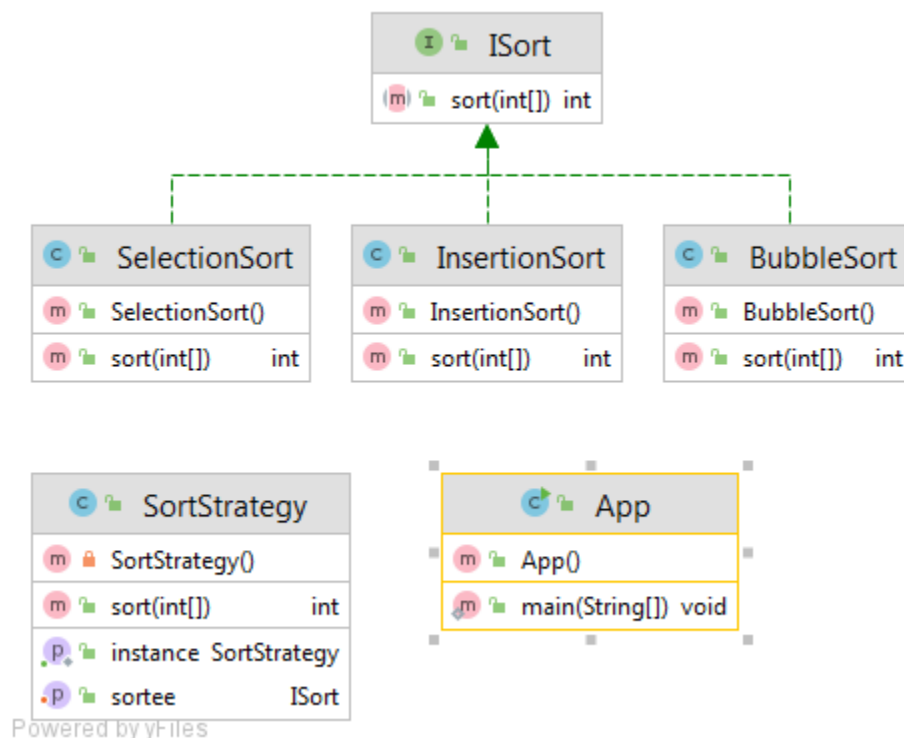 I ISort
m sort(int[]) int
C SelectionSort
m SelectionSort()
m sort(int[]) int
C InsertionSort
m InsertionSort()
m sort(int[]) int
C BubbleSort
m BubbleSort()
m sort(int[]) int
C SortStrategy
m SortStrategy()
m sort(int[]) int
p instance SortStrategy
p sortee ISort
C App
m App()
m main(String[]) void
Powered by yFiles